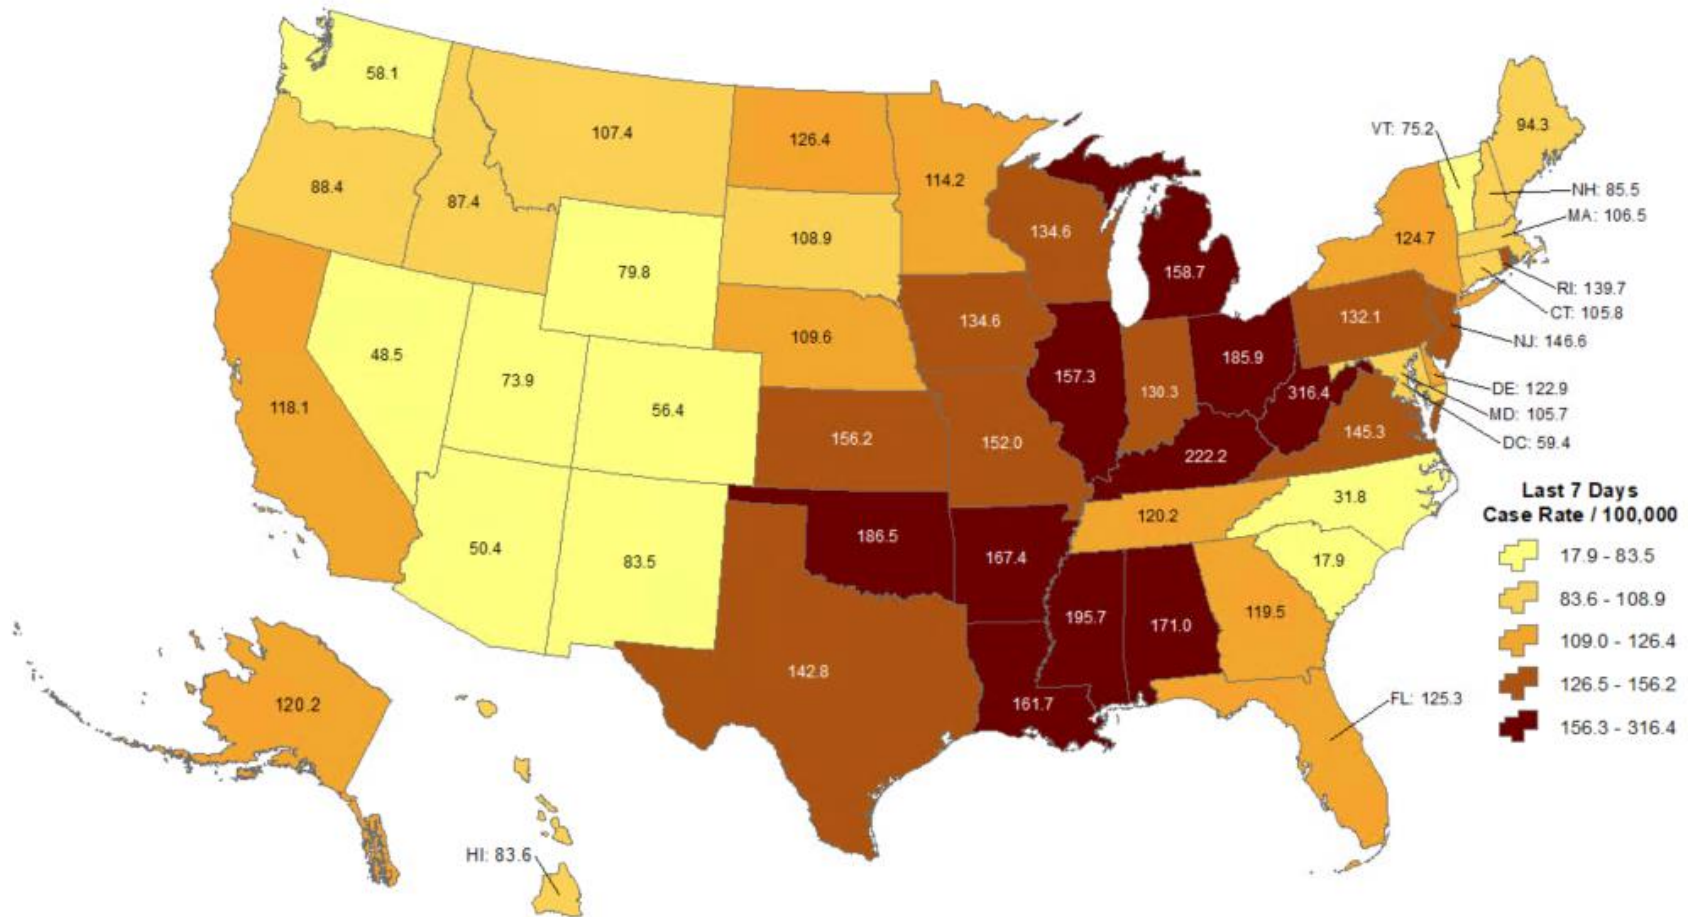 58.1
107.4
126.4
114.2
VT: 75.2
94.3
88.4
87.4
108.9
134.6
158.7
124.7
NH: 85.5
MA: 106.5
79.8
RI: 139.7
CT: 105.8
48.5
73.9
109.6
134.6
132.1
NJ: 146.6
118.1
56.4
157.3
130.3
185.9
316.4
DE: 122.9
MD: 105.7
DC: 59.4
156.2
152.0
222.2
145.3
50.4
83.5
186.5
167.4
120.2
31.8
17.9
142.8
161.7
195.7
171.0
119.5
FL: 125.3
120.2
HI: 83.6
Last 7 Days
Case Rate / 100,000
17.9 - 83.5
83.6 - 108.9
109.0 - 126.4
126.5 - 156.2
156.3 - 316.4